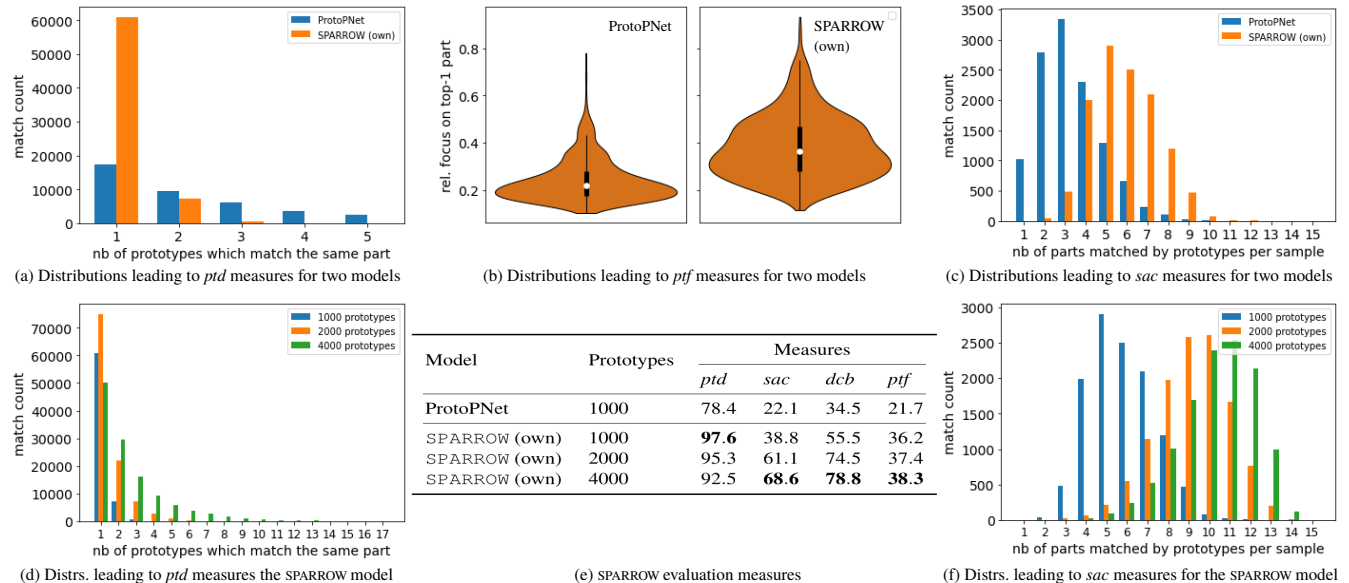 60000
50000
40000
30000
20000
10000
0
match count
ProtoPNet
SPARROW (own)
1 2 3 4 5
nb of prototypes which match the same part
(a) Distributions leading to ptd measures for two models
rel. focus on top-1 part
0.8
0.6
0.4
0.2
ProtoPNet
SPARROW
(own)
(b) Distributions leading to ptf measures for two models
3500
3000
2500
2000
1500
1000
500
0
match count
ProtoPNet
SPARROW (own)
1 2 3 4 5 6 7 8 9 10 11 12 13 14 15
nb of parts matched by prototypes per sample
(c) Distributions leading to sac measures for two models
70000
60000
50000
40000
30000
20000
10000
0
match count
1000 prototypes
2000 prototypes
4000 prototypes
1 2 3 4 5 6 7 8 9 10 11 12 13 14 15 16 17
nb of prototypes which match the same part
(d) Distrs. leading to ptd measures the SPARROW model
Model Prototypes Measures
ptd sac dcb ptf
ProtoPNet 1000 78.4 22.1 34.5 21.7
SPARROW (own) 1000 97.6 38.8 55.5 36.2
SPARROW (own) 2000 95.3 61.1 74.5 37.4
SPARROW (own) 4000 92.5 68.6 78.8 38.3
(e) SPARROW evaluation measures
3000
2500
2000
1500
1000
500
0
match count
1000 prototypes
2000 prototypes
4000 prototypes
1 2 3 4 5 6 7 8 9 10 11 12 13 14 15
nb of parts matched by prototypes per sample
(f) Distrs. leading to sac measures for the SPARROW model